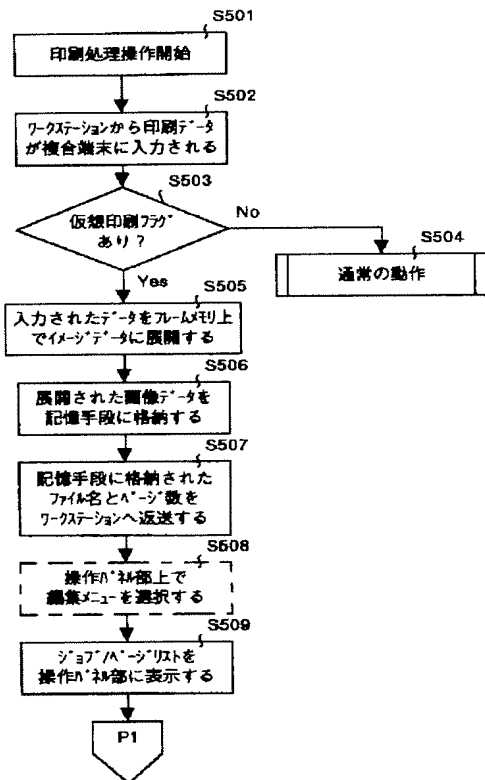 S501
印刷処理操作開始
S502
ワークステーションから印刷データ
が複合端末に入力される
S503
仮想印刷フラグ
あり？
No
S504
通常の動作
Yes
S505
入力されたデータをフレームメモリ上
でイメージデータに展開する
S506
展開された画像データを
記憶手段に格納する
S507
記憶手段に格納された
ファイル名とページ数を
ワークステーションへ返送する
S508
操作パネル部上で
編集メニューを選択する
S509
ジョブ/ページリストを
操作パネル部に表示する
P1